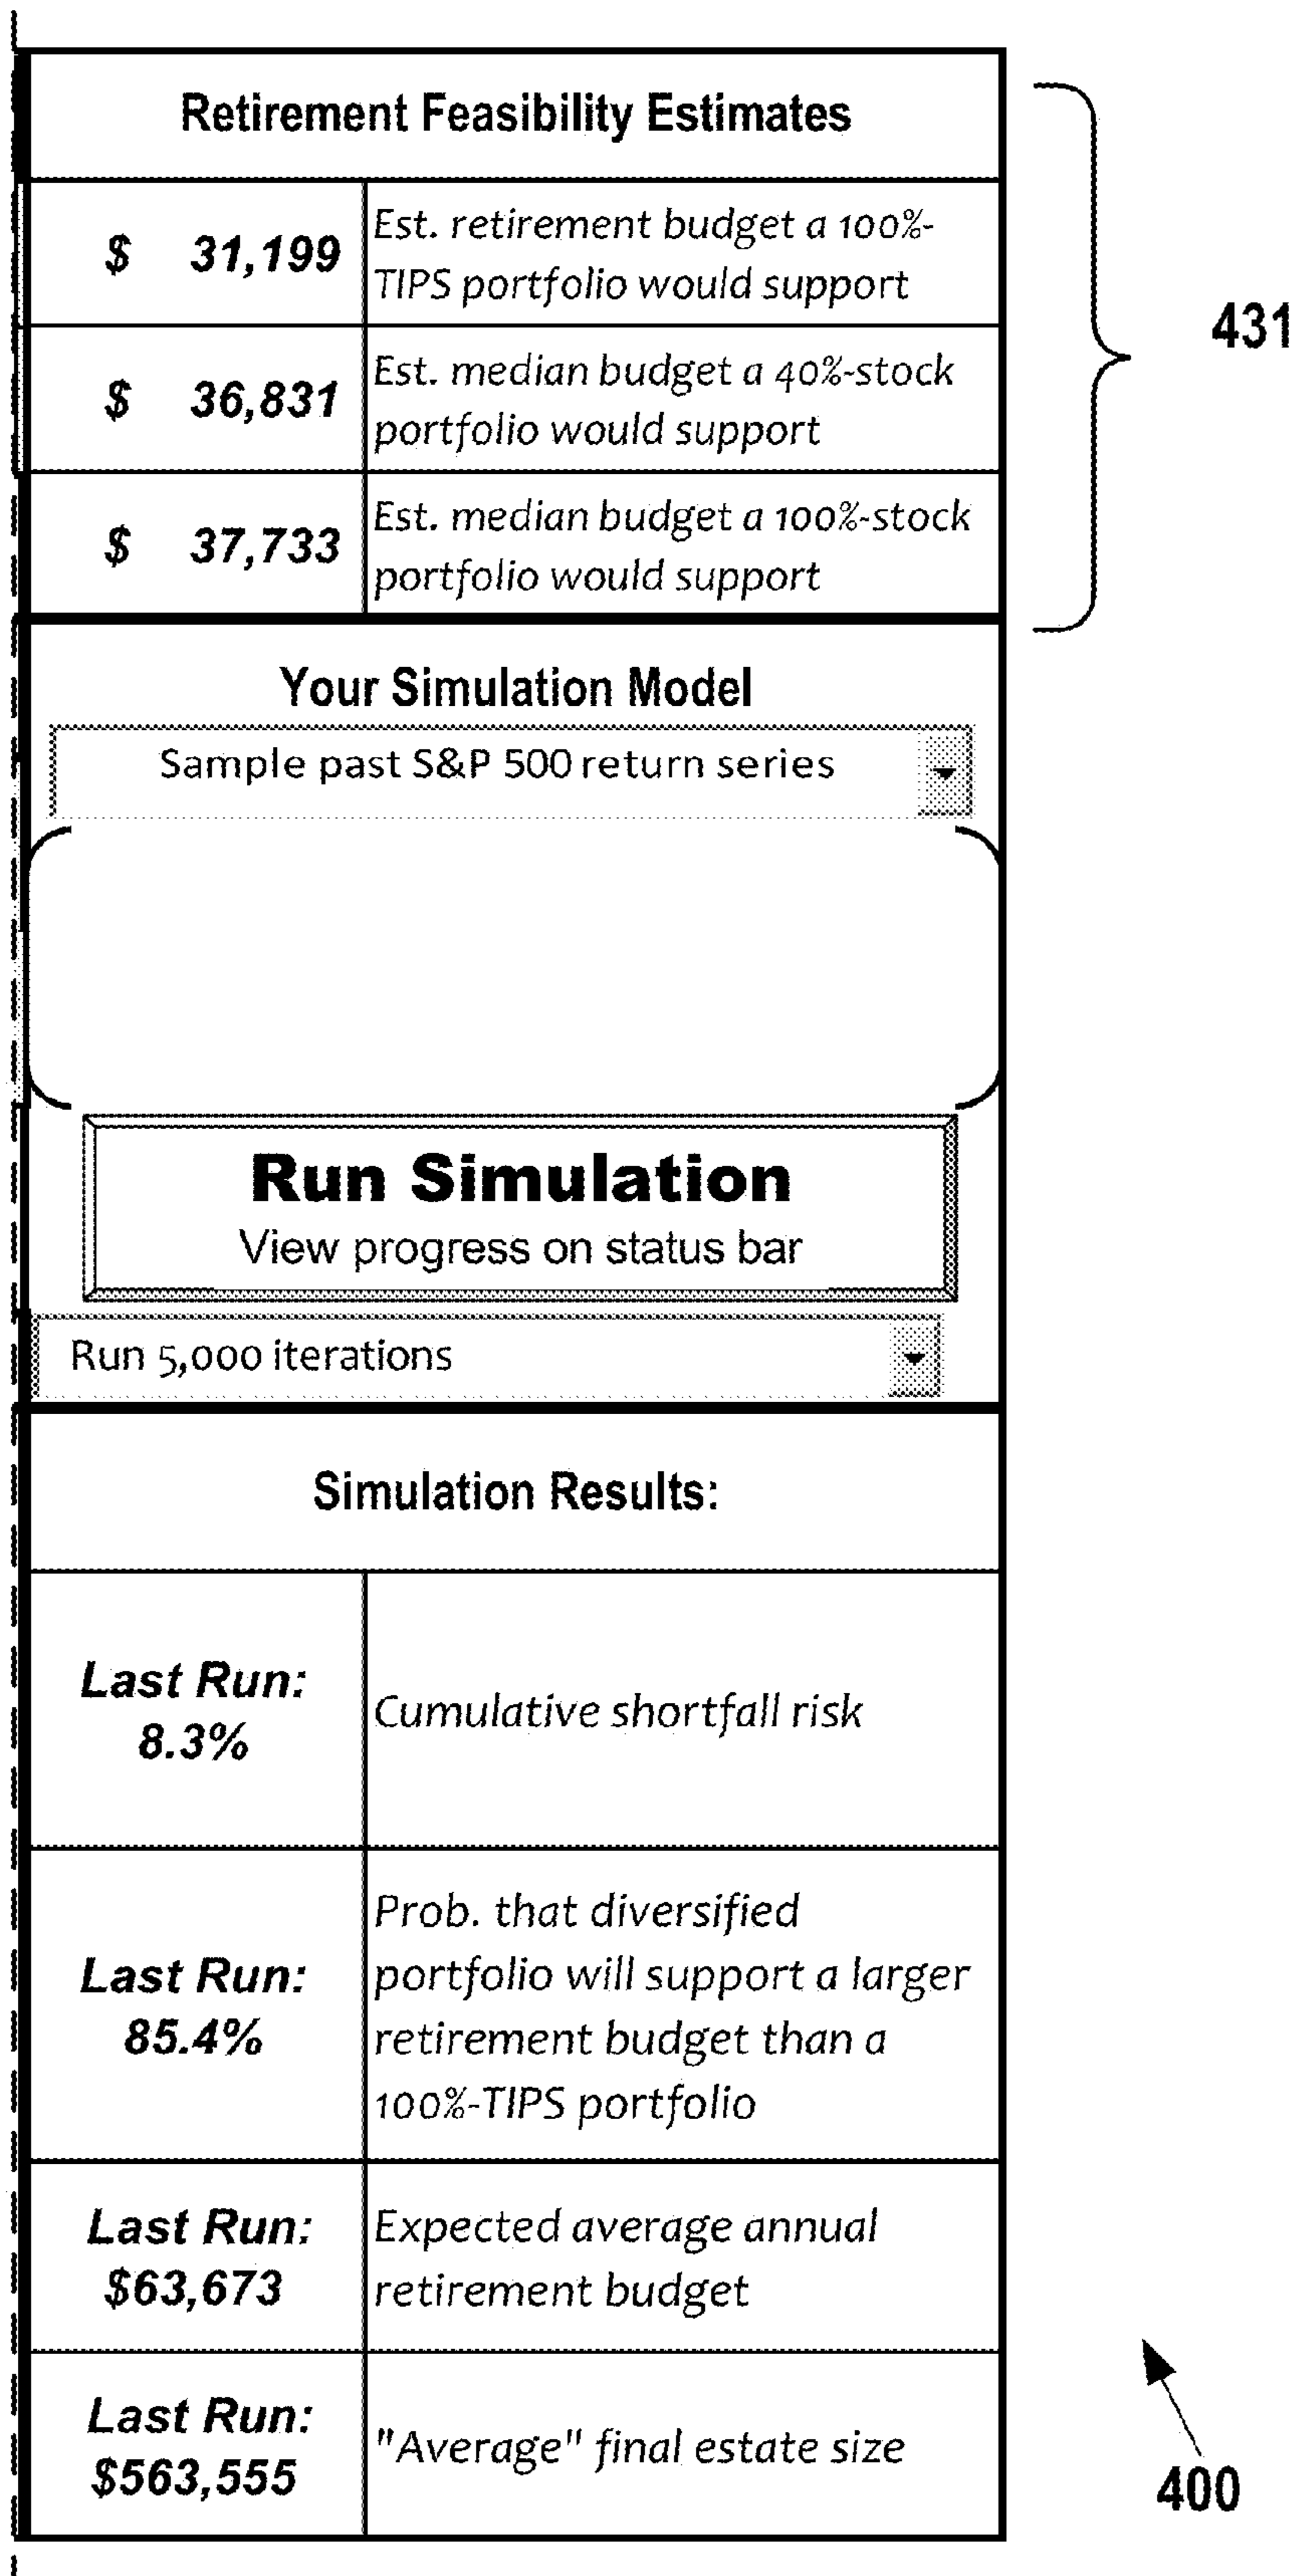 Retirement Feasibility Estimates
$ 31,199
Est. retirement budget a 100%-
TIPS portfolio would support
431
$ 36,831
Est. median budget a 40%-stock
portfolio would support
$ 37,733
Est. median budget a 100%-stock
portfolio would support
Your Simulation Model
Sample past S&P 500 return series
Run Simulation
View progress on status bar
Run 5,000 iterations
Simulation Results:
Last Run:
8.3%
Cumulative shortfall risk
Last Run:
85.4%
Prob. that diversified
portfolio will support a larger
retirement budget than a
100%-TIPS portfolio
Last Run:
$63,673
Expected average annual
retirement budget
Last Run:
$563,555
"Average" final estate size
400